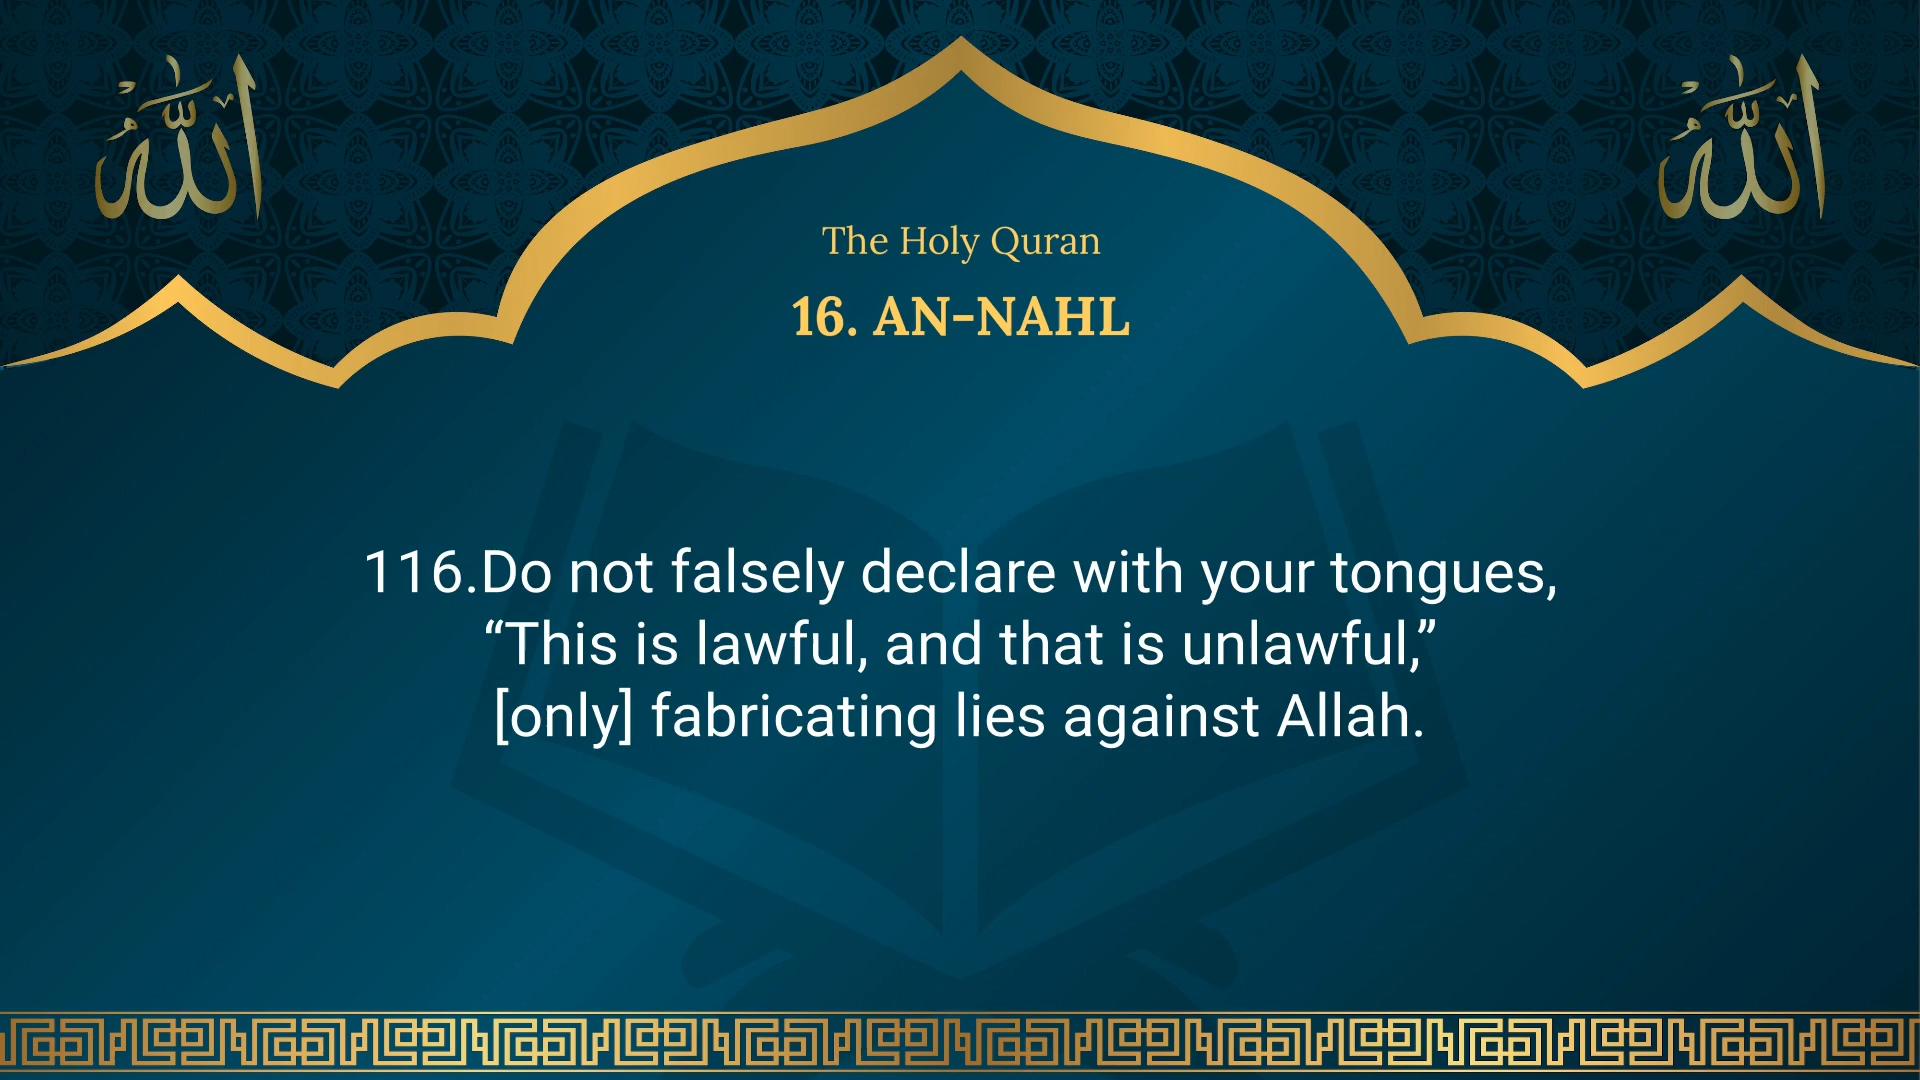 الله
الله
The Holy Quran
16. AN-NAHL
116.Do not falsely declare with your tongues,
“This is lawful, and that is unlawful,”
[only] fabricating lies against Allah.